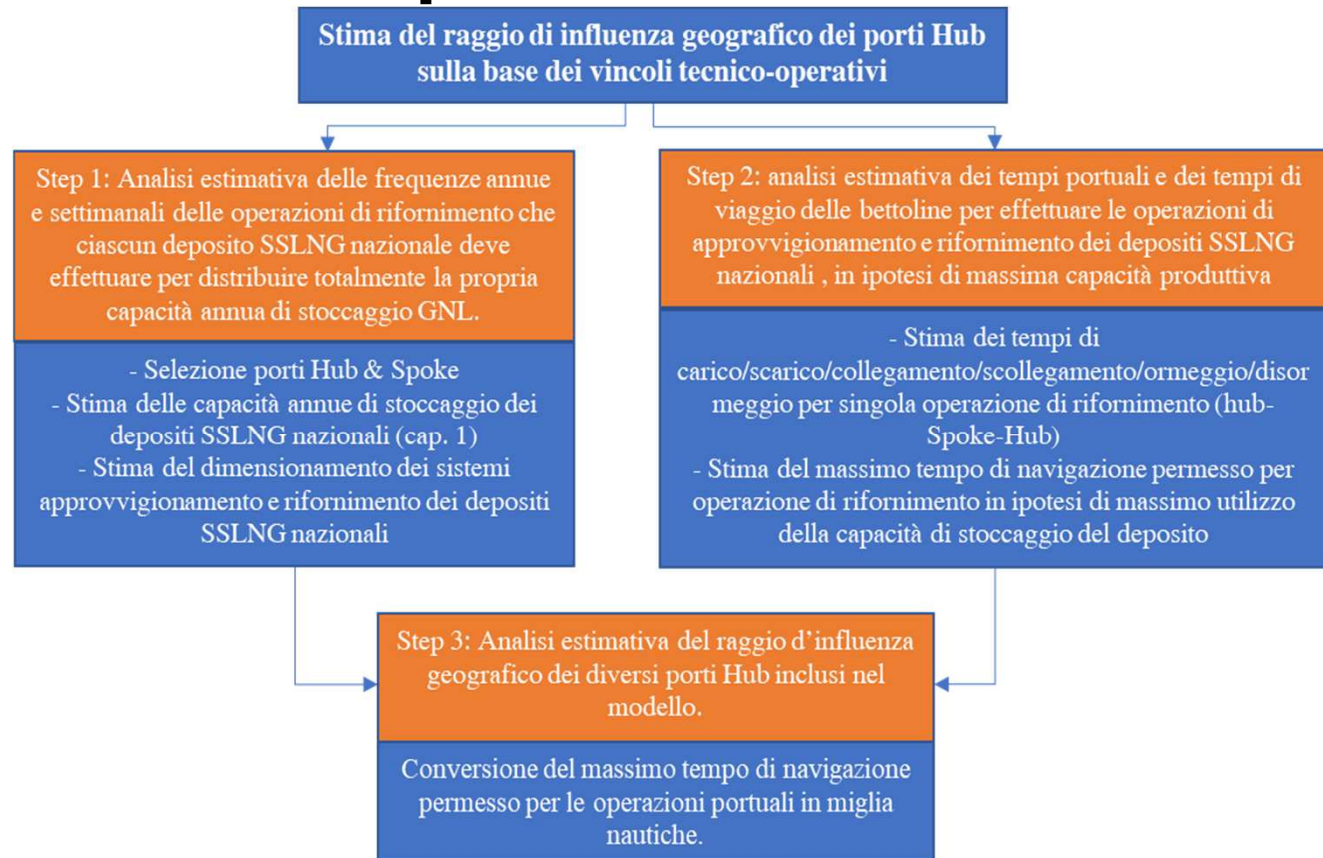 Stima del raggio di influenza geografico dei porti Hub
sulla base dei vincoli tecnico-operativi
Step 1: Analisi estimativa delle frequenze annue
e settimanali delle operazioni di rifornimento che
ciascun deposito SSLNG nazionale deve
effettuare per distribuire totalmente la propria
capacità annua di stoccaggio GNL.
- Selezione porti Hub & Spoke
- Stima delle capacità annue di stoccaggio dei
depositi SSLNG nazionali (cap. 1)
- Stima del dimensionamento dei sistemi
approvvigionamento e rifornimento dei depositi
SSLNG nazionali
Step 2: analisi estimativa dei tempi portuali e dei tempi di
viaggio delle bettoline per effettuare le operazioni di
approvvigionamento e rifornimento dei depositi SSLNG
nazionali , in ipotesi di massima capacità produttiva
- Stima dei tempi di
carico/scarico/collegamento/scollegamento/ormeggio/disor
meggio per singola operazione di rifornimento (hub-
Spoke-Hub)
- Stima del massimo tempo di navigazione permesso per
operazione di rifornimento in ipotesi di massimo utilizzo
della capacità di stoccaggio del deposito
Step 3: Analisi estimativa del raggio d’influenza
geografico dei diversi porti Hub inclusi nel
modello.
Conversione del massimo tempo di navigazione
permesso per le operazioni portuali in miglia
nautiche.